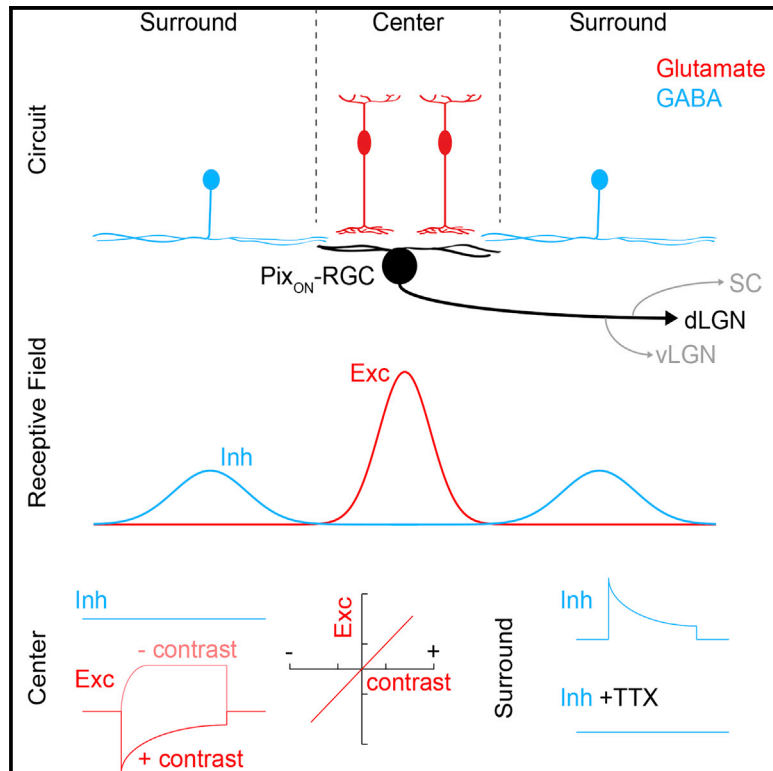 Surround Center Surround
Glutamate
GABA
Circuit
PixON-RGC
SC
dLGN
vLGN
Receptive Field
Exc
Inh
Center
Inh
- contrast
Exc
+ contrast
Exc
- +
contrast
Surround
Inh
Inh +TTX